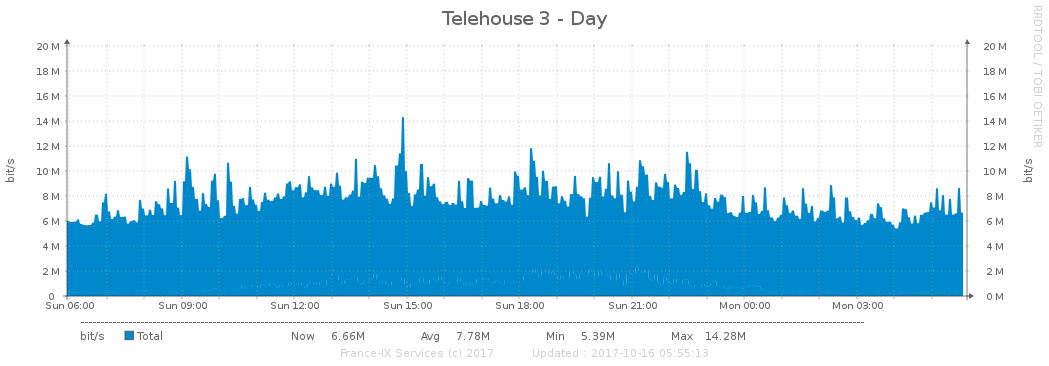 Telehouse 3 - Day
RRDTOOL / TOBI OETIKER
bit/s
20 M 20 M
18 M 18 M
16 M 16 M
14 M 14 M
12 M 12 M
10 M 10 M
8 M 8 M
6 M 6 M
4 M 4 M
2 M 2 M
0 0 M
bit/s
Sun 06:00 Sun 09:00 Sun 12:00 Sun 15:00 Sun 18:00 Sun 21:00 Mon 00:00 Mon 03:00
bit/s Total Now 6.66M Avg 7.78M Min 5.39M Max 14.28M
France-IX Services (c) 2017 Updated : 2017-10-16 05:55:13